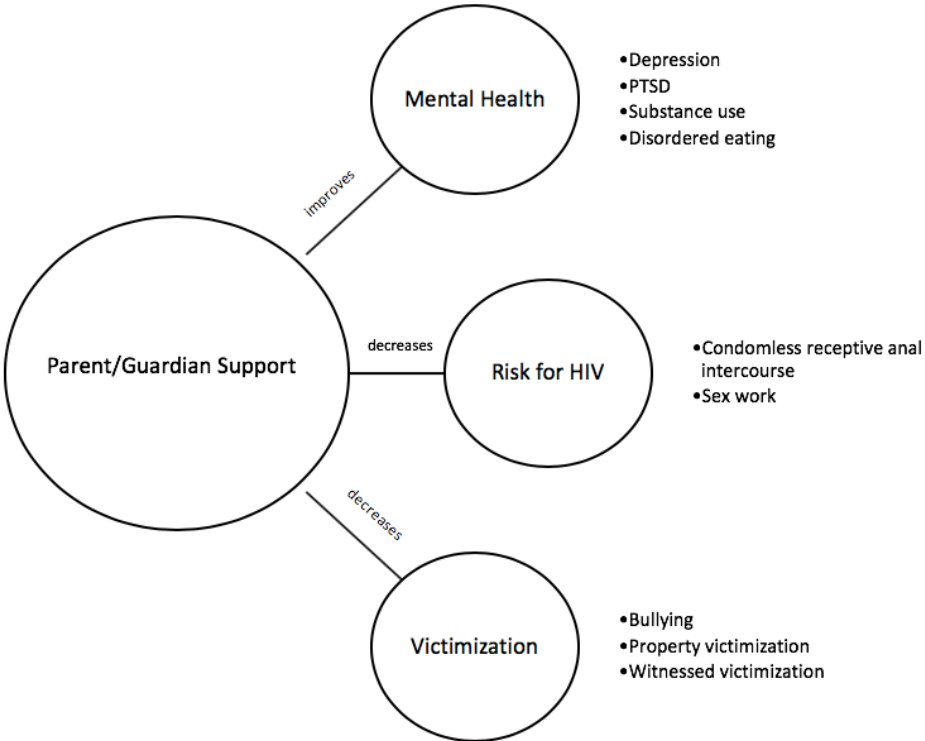 Mental Health
•Depression
•PTSD
•Substance use
•Disordered eating
improves
Parent/Guardian Support
decreases
Risk for HIV
•Condomless receptive anal
intercourse
•Sex work
decreases
Victimization
•Bullying
•Property victimization
•Witnessed victimization